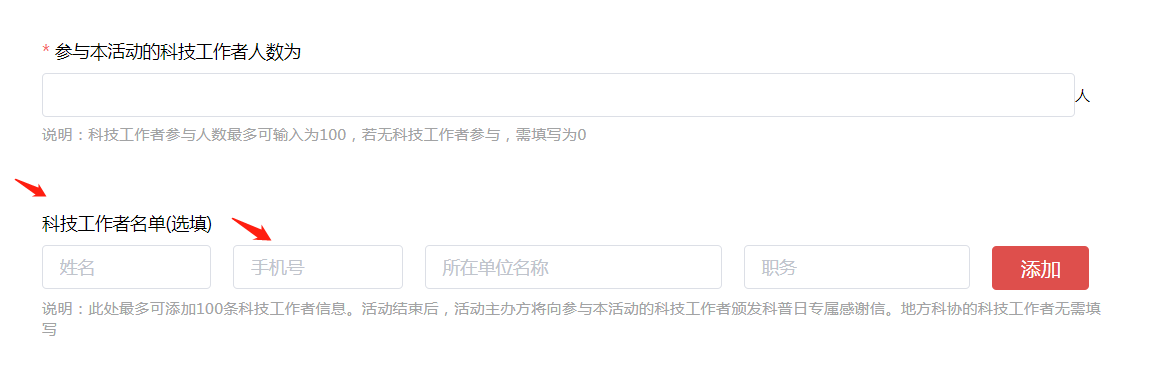 * 参与本活动的科技工作者人数为
人
说明：科技工作者参与人数最多可输入为100，若无科技工作者参与，需填写为0
科技工作者名单(选填)
姓名 手机号 所在单位名称 职务 添加
说明：此处最多可添加100条科技工作者信息。活动结束后，活动主办方将向参与本活动的科技工作者颁发科普日专属感谢信。地方科协的科技工作者无需填
写